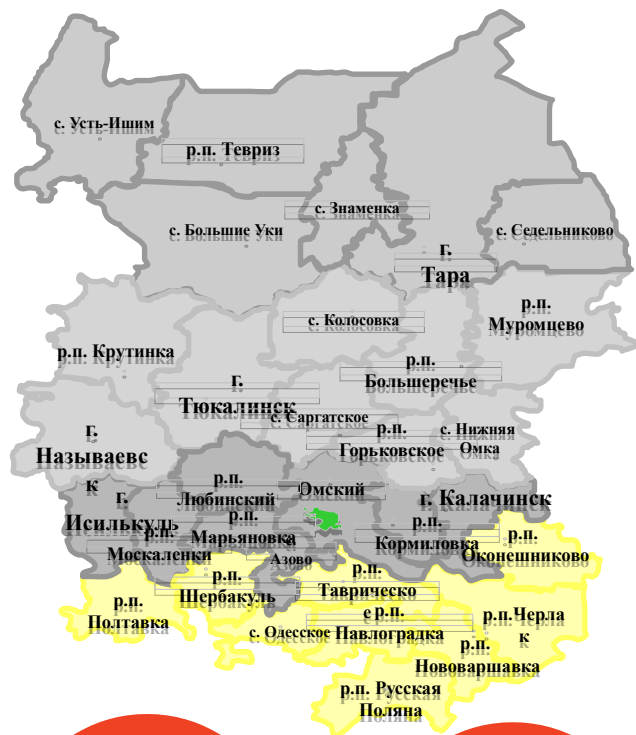 с. Усть-Ишим
р.п. Тевриз
с. Знаменка
с. Большие Уки
с. Седельниково
г.
Тара
р.п.
Муромцево
с. Колосовка
р.п. Крутинка
р.п.
Большеречье
г.
Тюкалинск
с. Саргатское
р.п.
Горьковское
с. Нижняя
Омка
г.
Называевс
к
г.
Исилькуль
р.п.
Любинский
Омский
г. Калачинск
р.п.
Москаленки
р.п.
Марьяновка
с.
Азово
р.п.
Кормиловка
р.п.
Оконешниково
р.п.
Полтавка
р.п.
Шербакуль
р.п.
Таврическо
е
с. Одесское
р.п.
Павлоградка
р.п.Черла
к
р.п.
Нововаршавка
р.п. Русская
Поляна